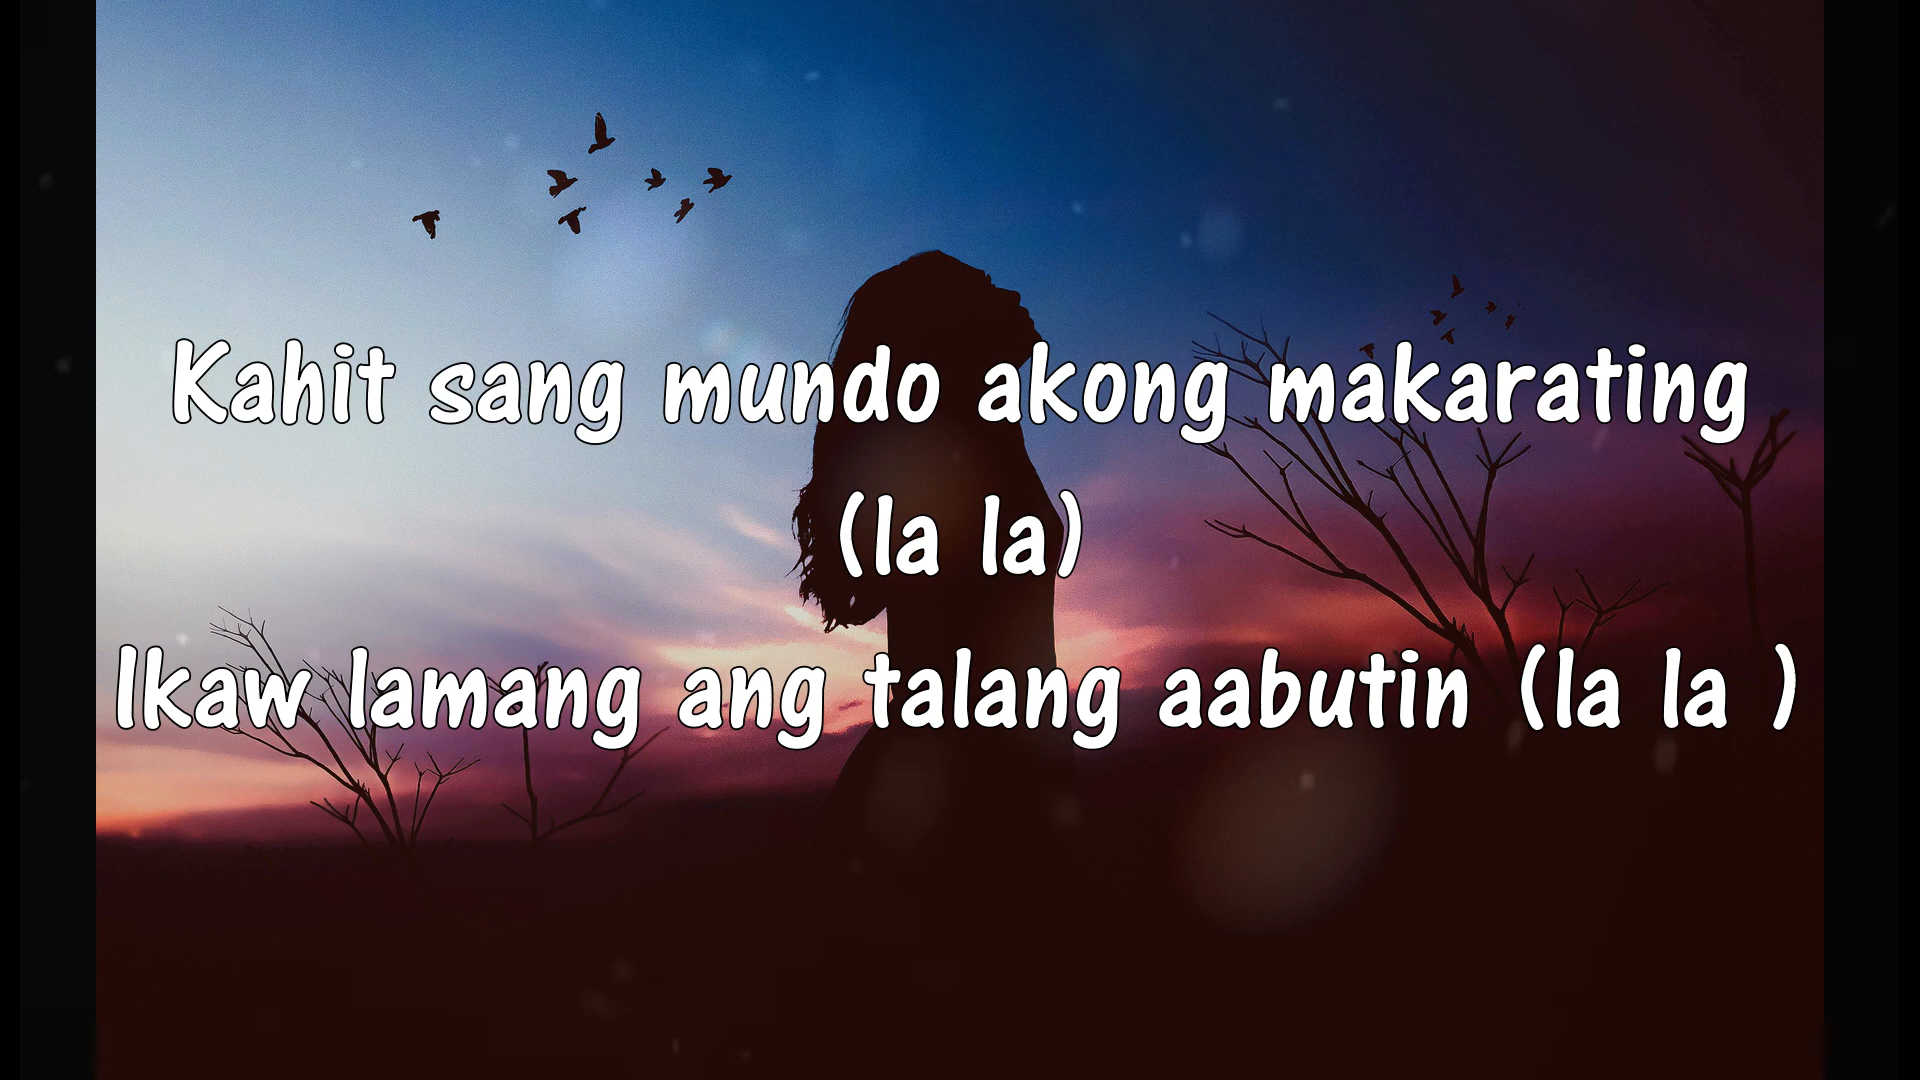 Kahit sang mundo akong makarating
(la la)
Ikaw lamang ang talang aabutin (la la )